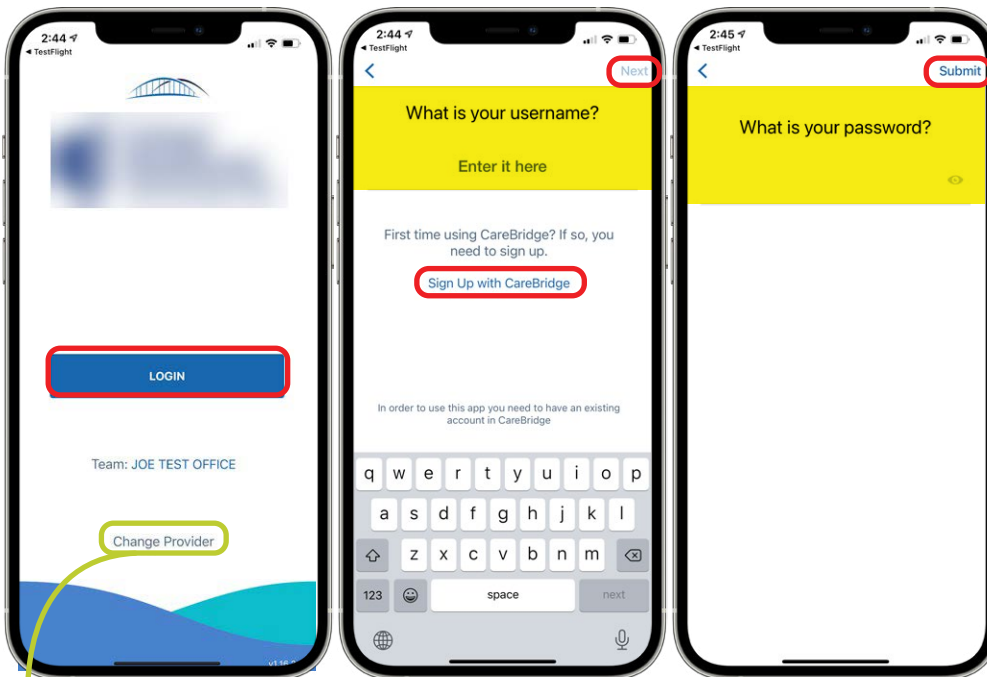 2:44
◀ TestFlight
LOGIN
Team: JOE TEST OFFICE
Change Provider
2:44
◀ TestFlight
Next
What is your username?
Enter it here
First time using CareBridge? If so, you
need to sign up.
Sign Up with CareBridge
In order to use this app you need to have an existing
account in CareBridge
q w e r t y u i o p
a s d f g h j k l
z x c v b n m
123 space next
2:45
◀ TestFlight
Submit
What is your password?